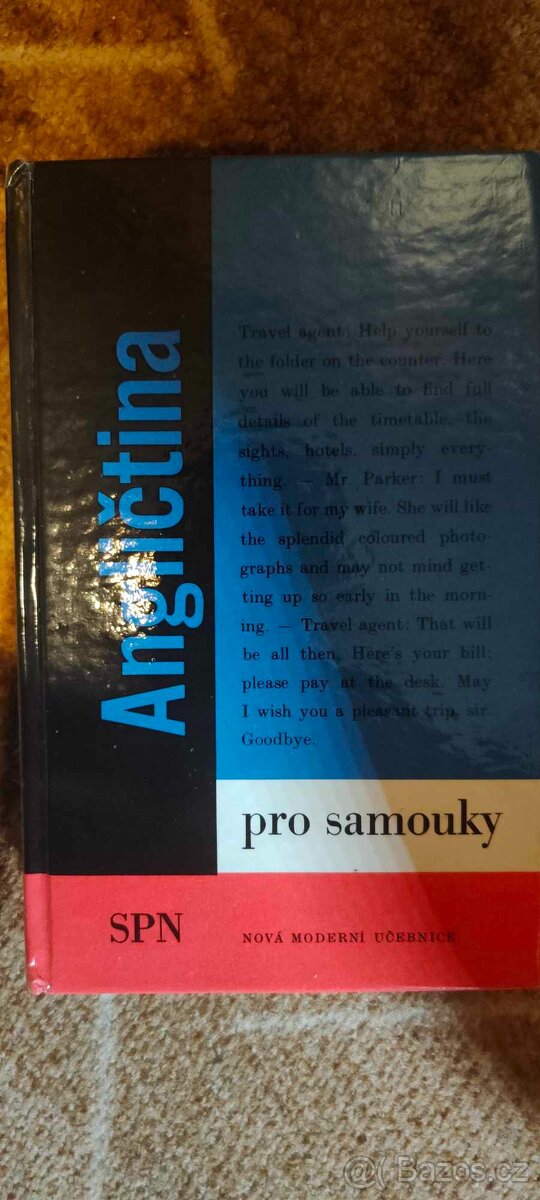 Angličtina
Travel agent: Help yourself to
the folder on the counter. Here
you will be able to find full
details of the timetable, the
sights, hotels, simply every-
thing. — Mr. Parker: I must
take it for my wife. She will like
the splendid coloured photo-
graphs and may not mind get-
ting up so early in the morn-
ing. — Travel agent: That will
be all then. Here's your bill;
please pay at the desk. May
I wish you a pleasant trip, sir.
Goodbye.
pro samouky
SPN
NOVÁ MODERNÍ UČEBNICE
@ Bazos.cz